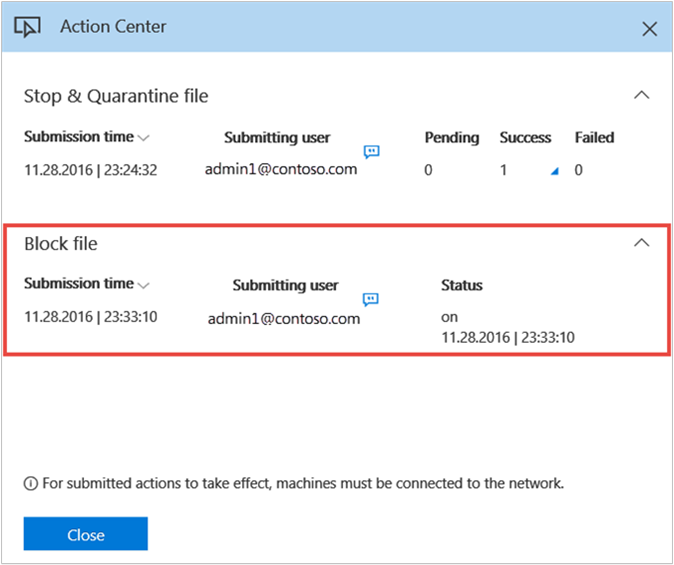 Action Center
Stop & Quarantine file
Submission time Submitting user Pending Success Failed
11.28.2016 | 23:24:32 admin1@contoso.com 0 1 0
Block file
Submission time Submitting user Status
11.28.2016 | 23:33:10 admin1@contoso.com on
11.28.2016 | 23:33:10
For submitted actions to take effect, machines must be connected to the network.
Close